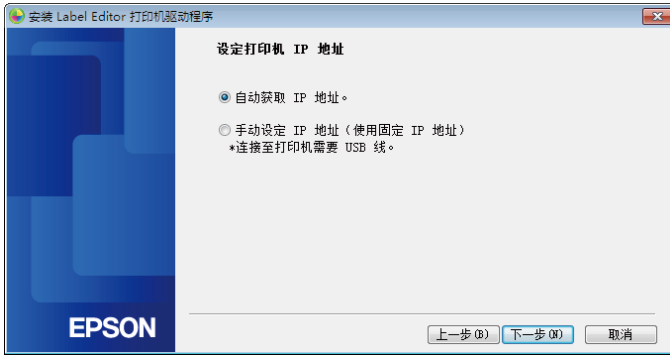 安装 Label Editor 打印机驱动程序
设定打印机 IP 地址
自动获取 IP 地址。
手动设定 IP 地址（使用固定 IP 地址）
*连接至打印机需要 USB 线。
EPSON
上一步(B) 下一步(N) 取消